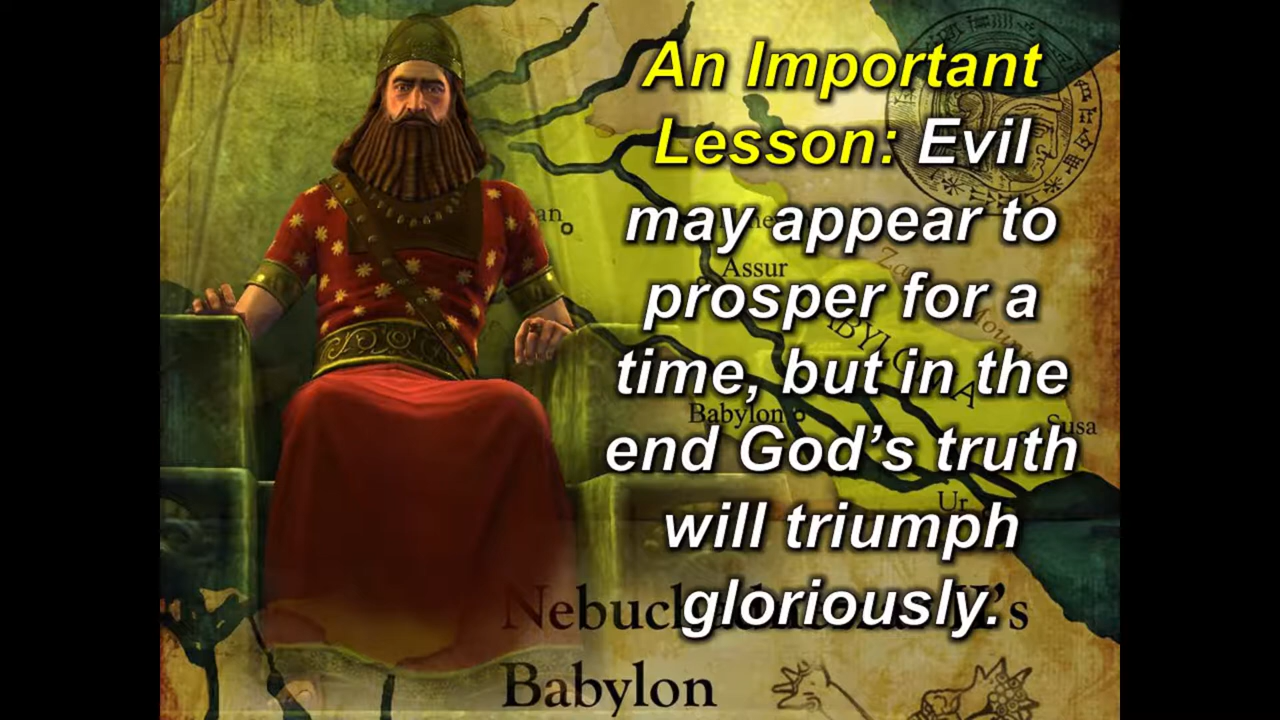 An Important
Lesson: Evil
may appear to
prosper for a
time, but in the
end God's truth
will triumph
gloriously.
an
Assur
Babylon
Susa
Ur
Babylon